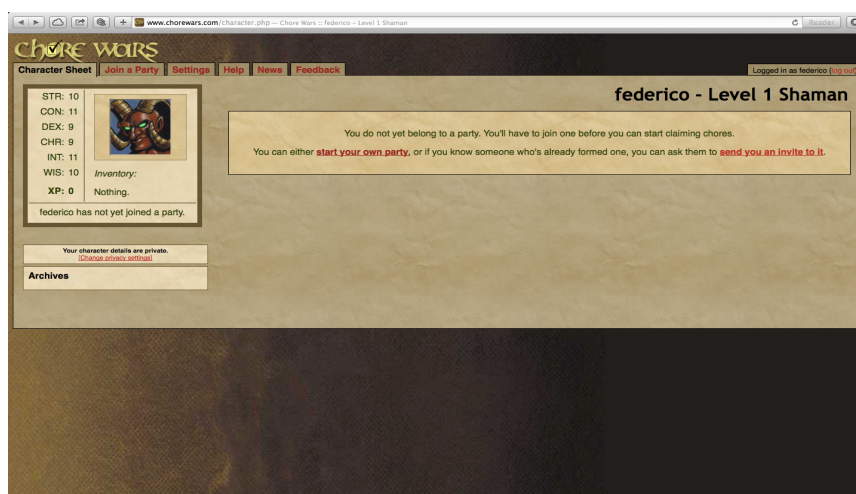 www.chorewars.com/character.php — Chore Wars :: federico – Level 1 Shaman
Reader
chORE WARS
Character Sheet Join a Party Settings Help News Feedback
Logged in as federico (log out)
federico - Level 1 Shaman
STR: 10
CON: 11
DEX: 9
CHR: 9
INT: 11
WIS: 10
XP: 0
Inventory:
Nothing.
federico has not yet joined a party.
You do not yet belong to a party. You'll have to join one before you can start claiming chores.
You can either start your own party, or if you know someone who's already formed one, you can ask them to send you an invite to it.
Your character details are private.
[Change privacy settings]
Archives